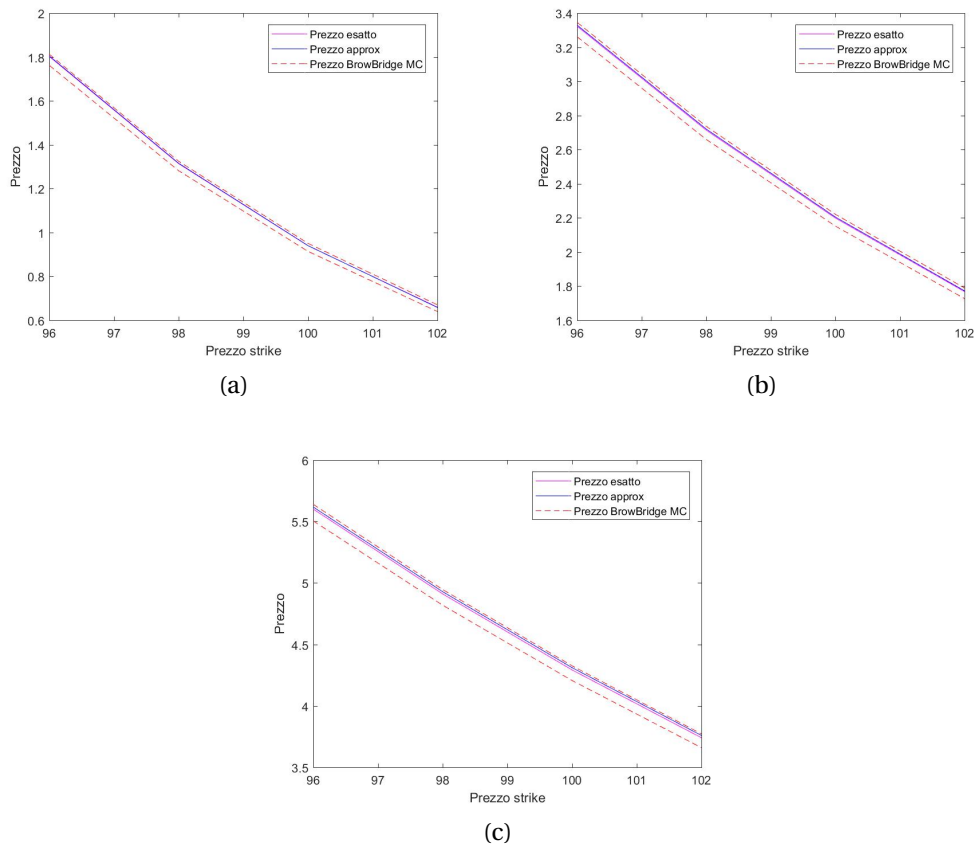 2
1.8
1.6
1.4
1.2
1
0.8
0.6
Prezzo
96 97 98 99 100 101 102
Prezzo strike
Prezzo esatto
Prezzo approx
Prezzo BrowBridge MC
(a)
3.4
3.2
3
2.8
2.6
2.4
2.2
2
1.8
1.6
Prezzo
96 97 98 99 100 101 102
Prezzo strike
Prezzo esatto
Prezzo approx
Prezzo BrowBridge MC
(b)
6
5.5
5
4.5
4
3.5
Prezzo
96 97 98 99 100 101 102
Prezzo strike
Prezzo esatto
Prezzo approx
Prezzo BrowBridge MC
(c)